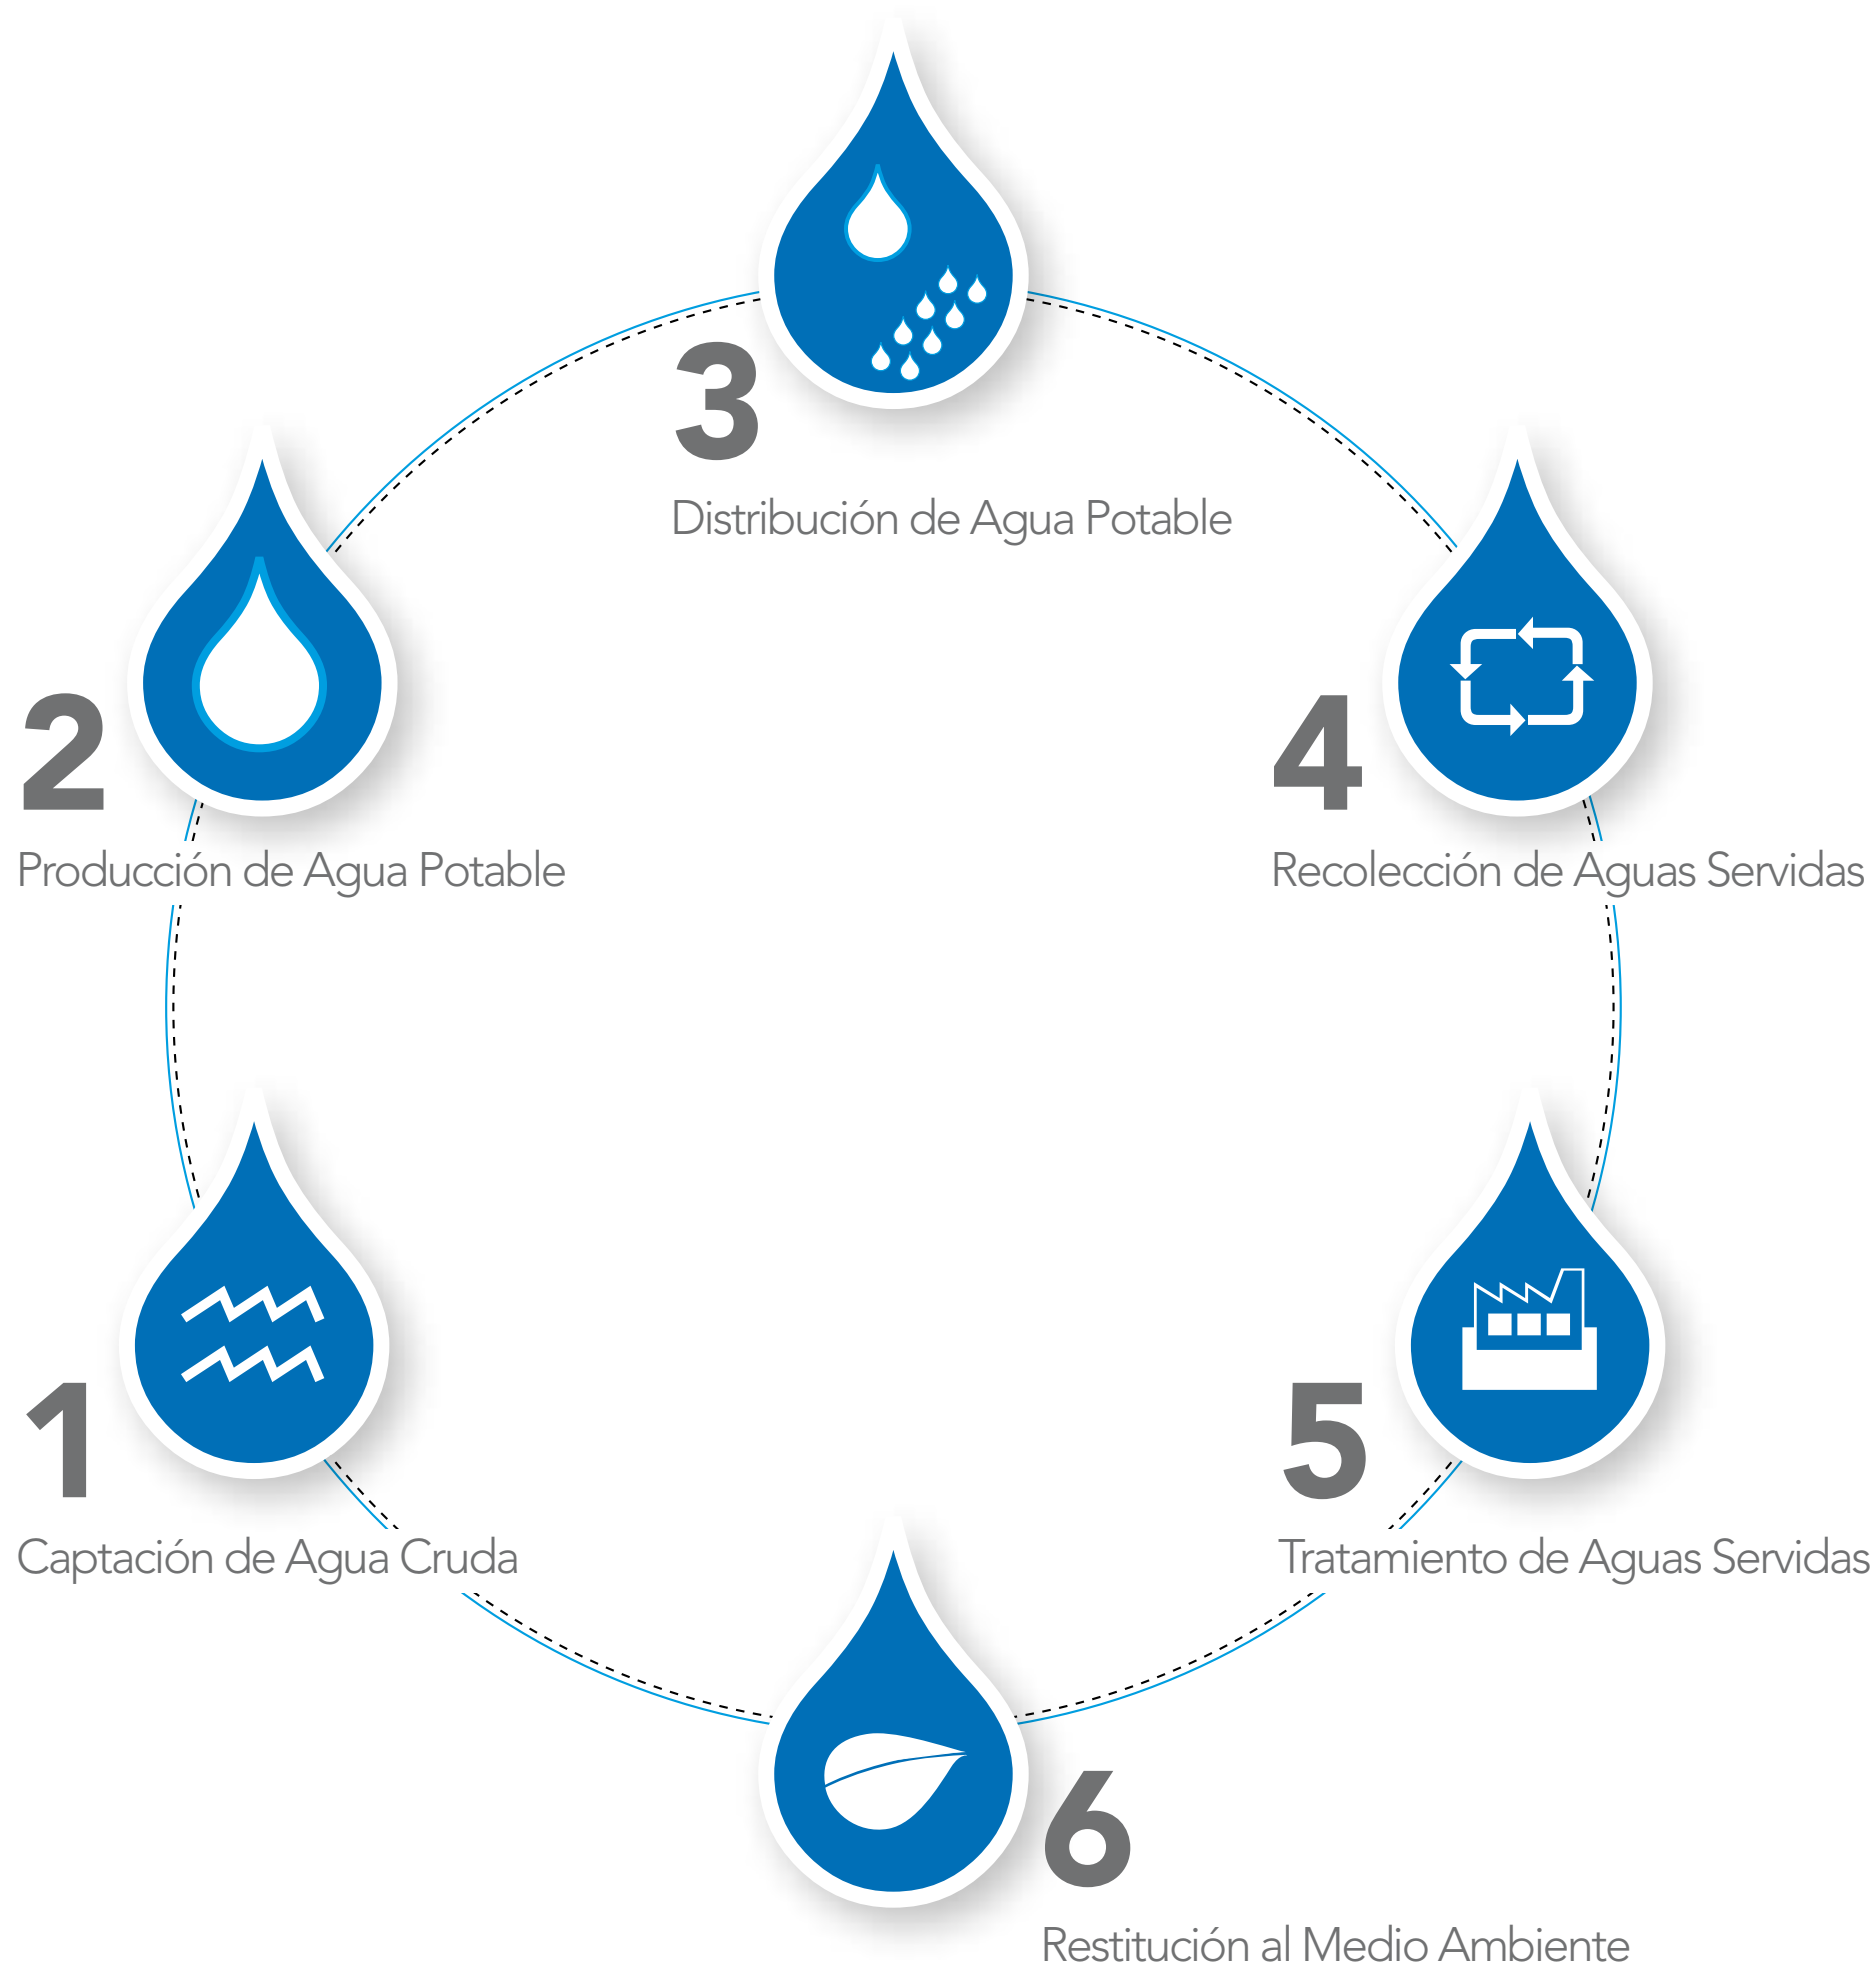 3
Distribución de Agua Potable
2
Producción de Agua Potable
4
Recolección de Aguas Servidas
1
Captación de Agua Cruda
5
Tratamiento de Aguas Servidas
6
Restitución al Medio Ambiente